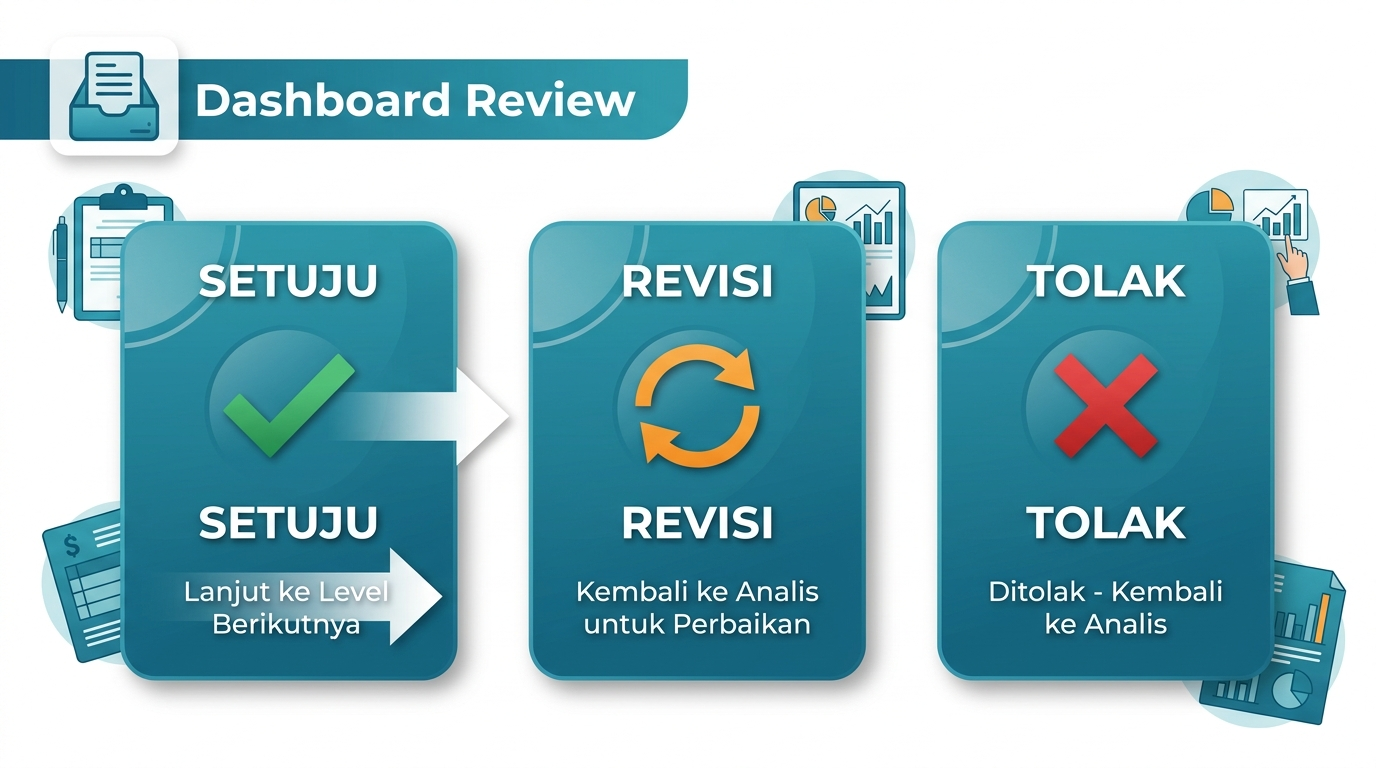 Dashboard Review
SETUJU
SETUJU
Lanjut ke Level
Berikutnya
REVISI
REVISI
Kembali ke Analis
untuk Perbaikan
TOLAK
TOLAK
Ditolak - Kembali
ke Analis
$